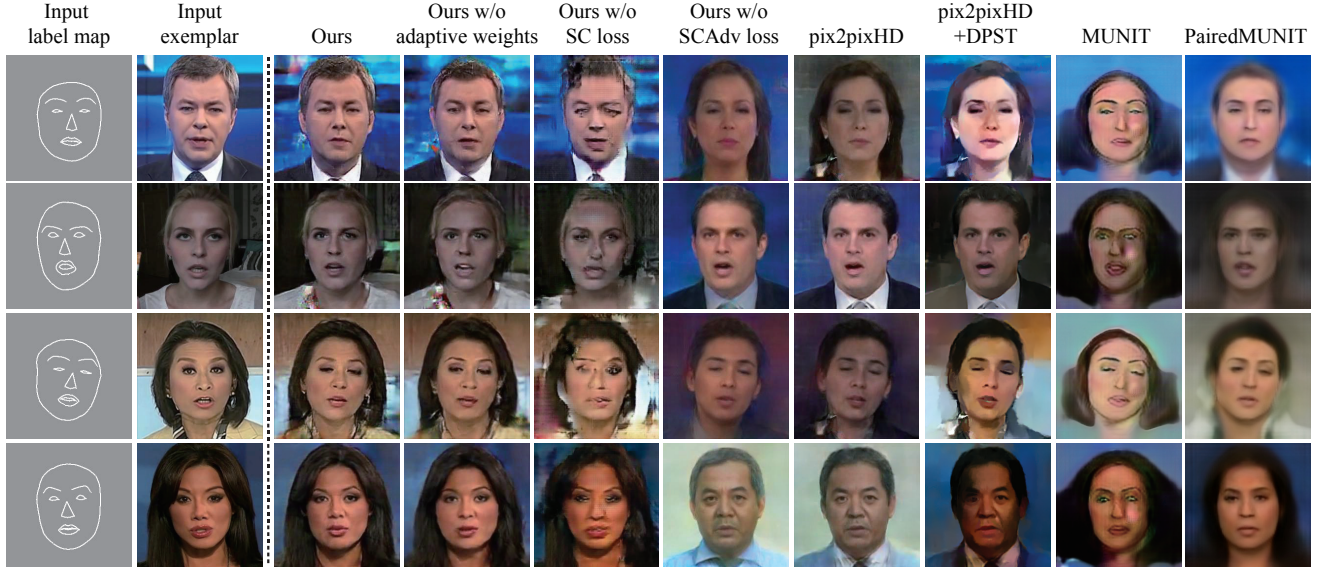 Input
label map
Input
exemplar
Ours
Ours w/o
adaptive weights
Ours w/o
SC loss
Ours w/o
SCAdv loss
pix2pixHD
pix2pixHD
+DPST
MUNIT
PairedMUNIT